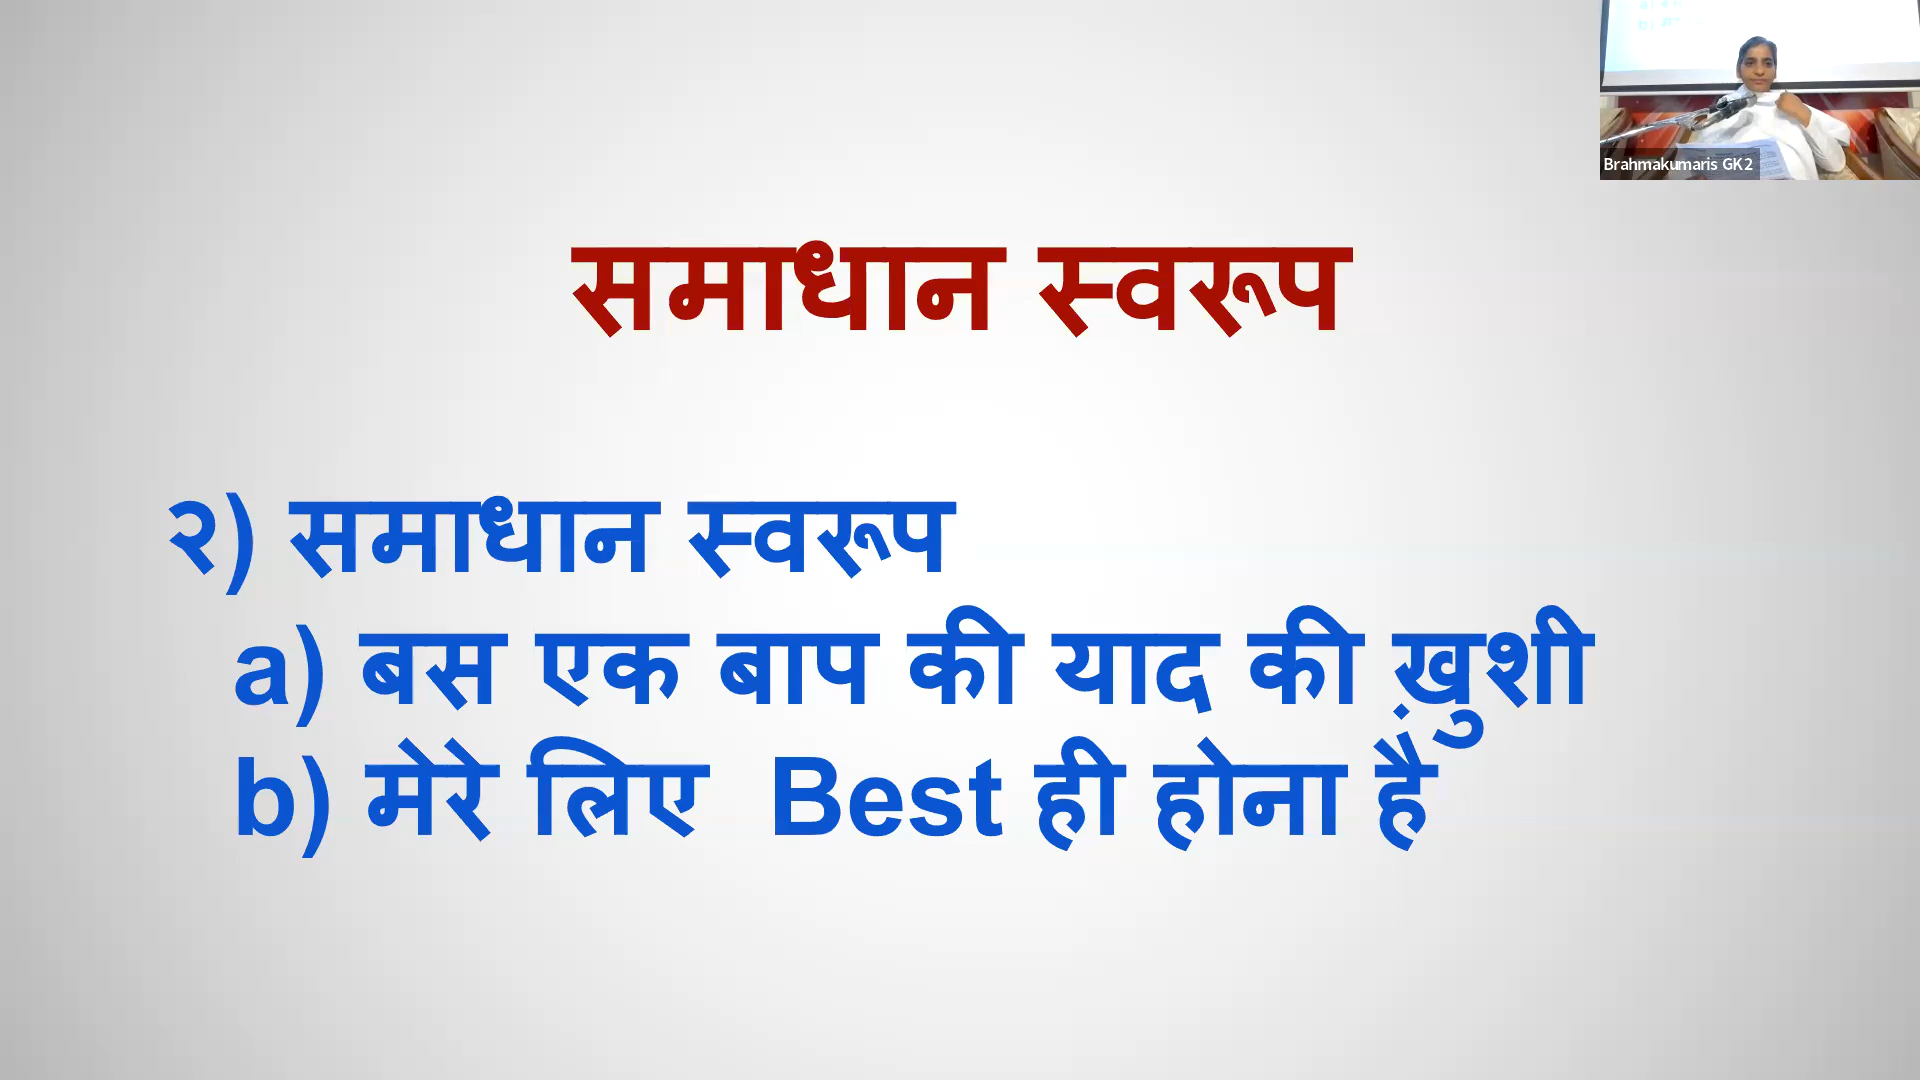 Brahmakumaris GK2
समाधान स्वरूप
२) समाधान स्वरूप
a) बस एक बाप की याद की ख़ुशी
b) मेरे लिए Best ही होना है